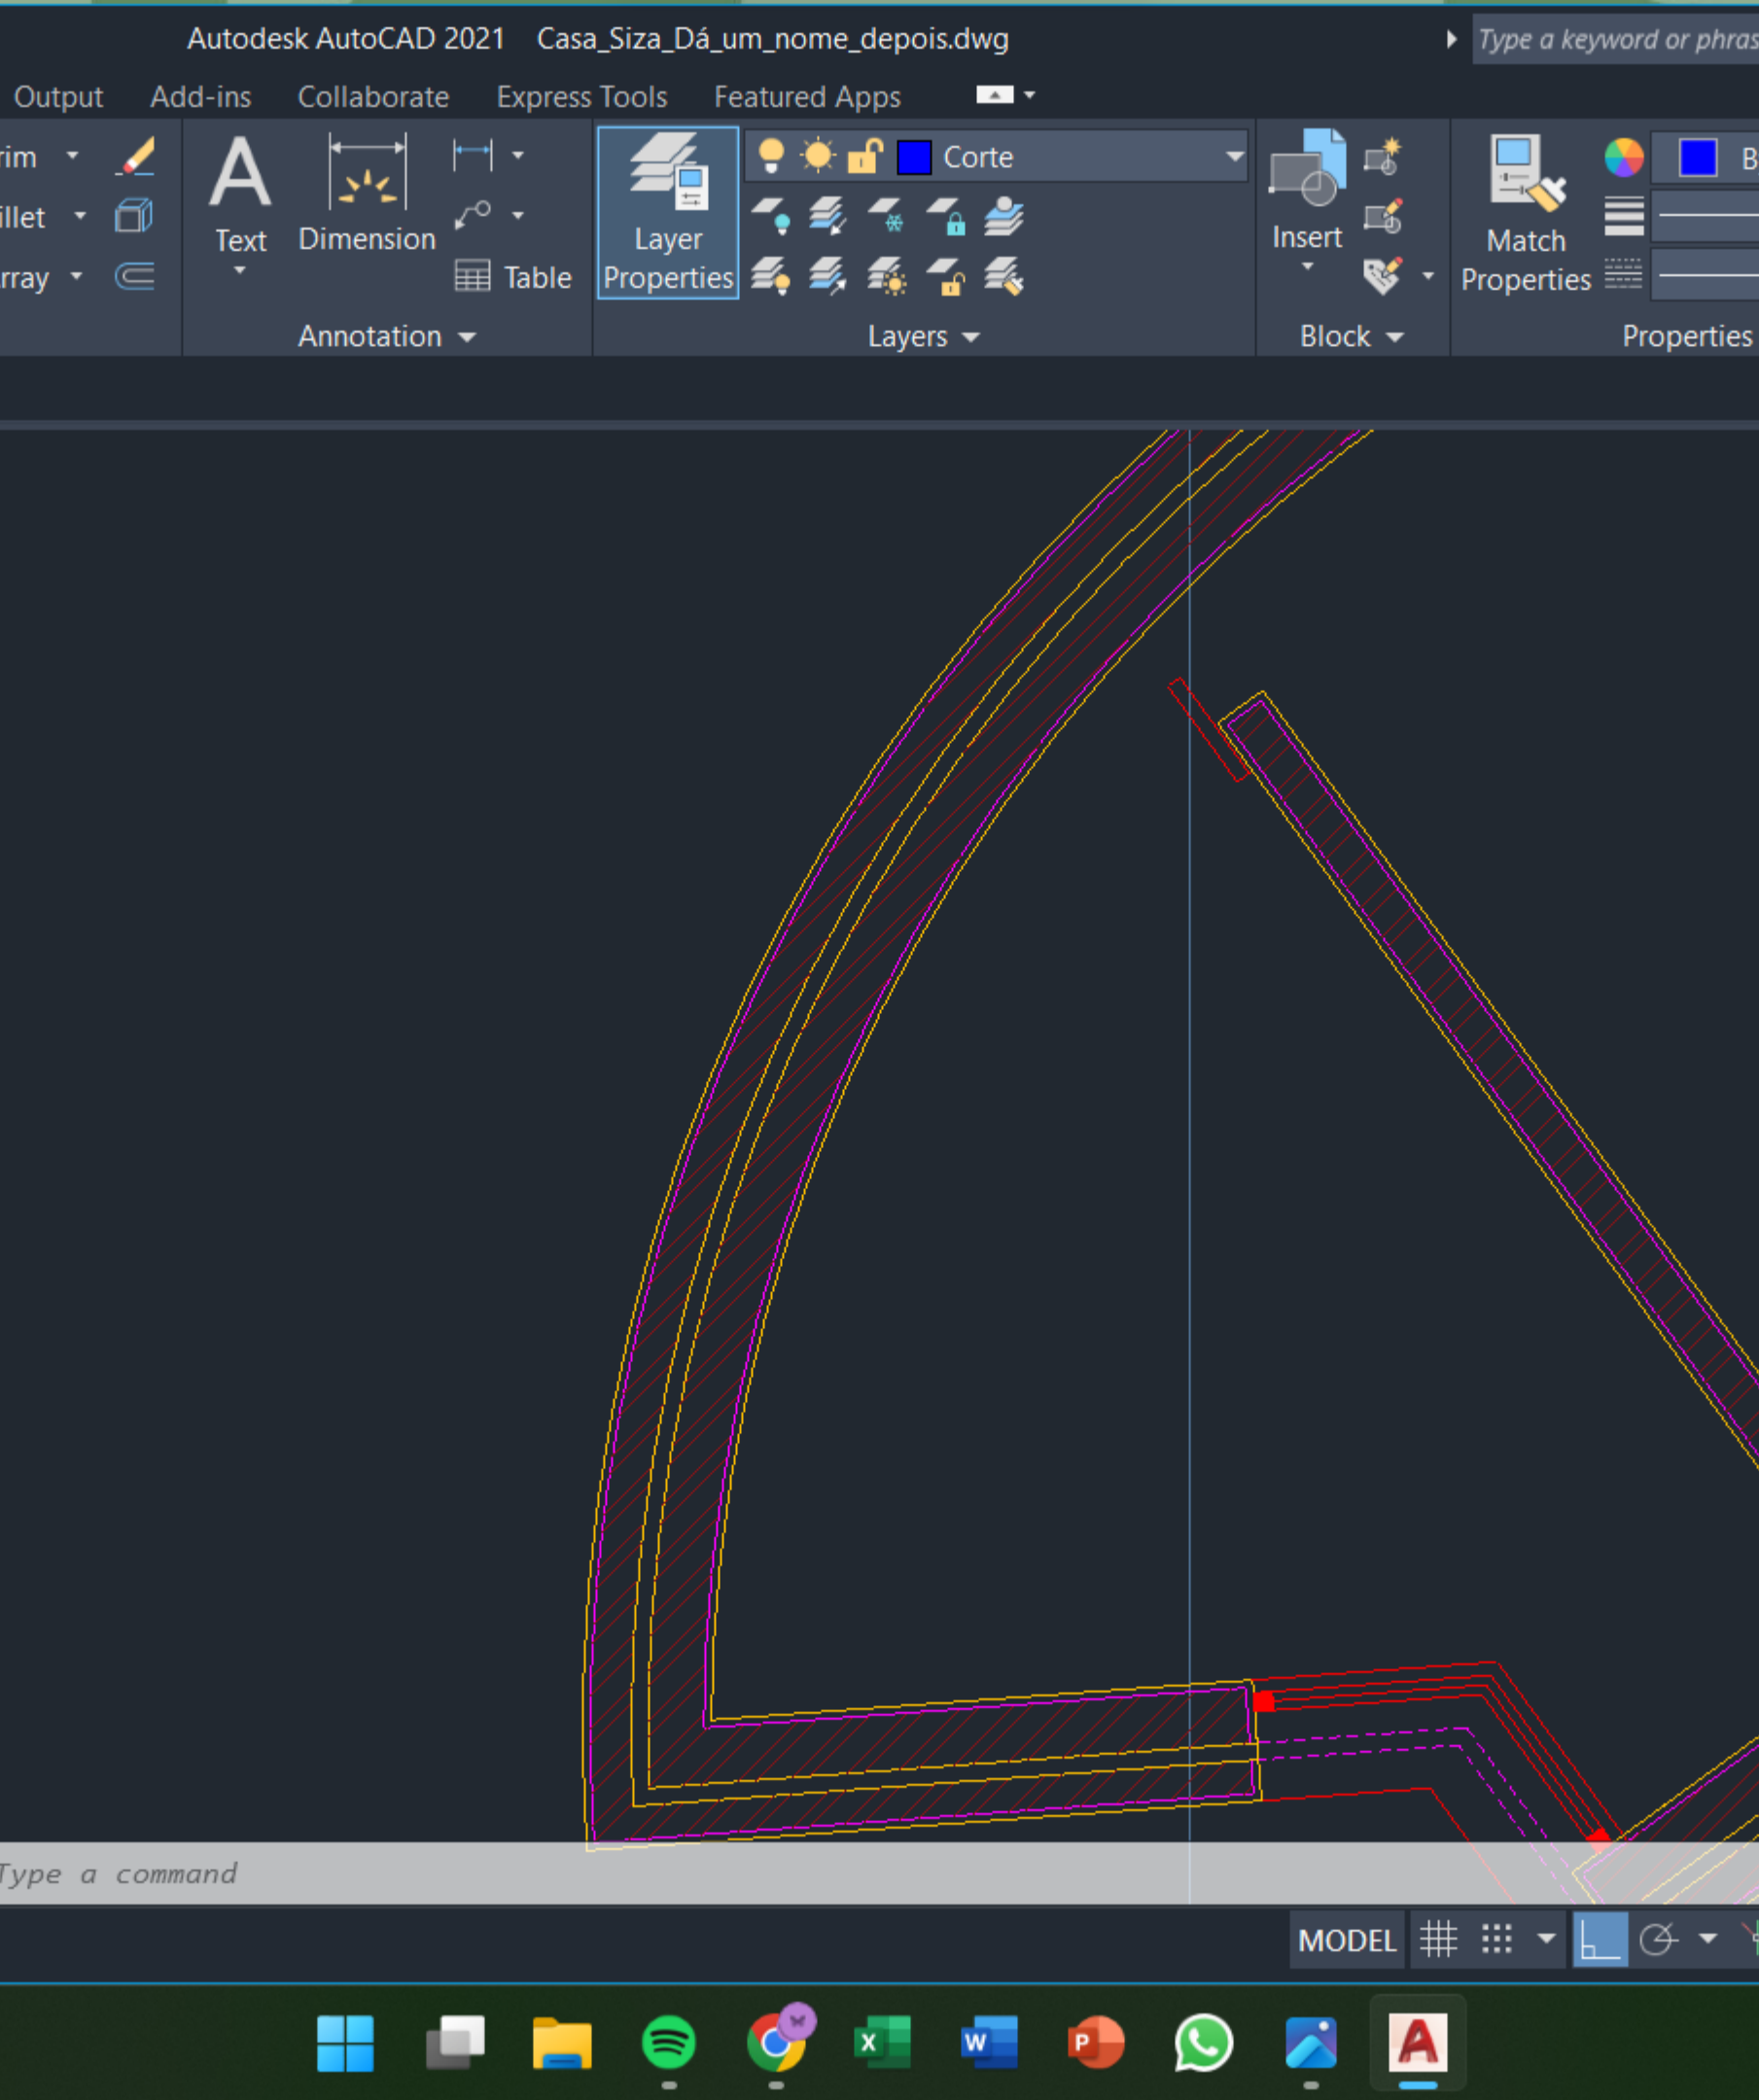 Autodesk AutoCAD 2021 Casa_Siza_Dá_um_nome_depois.dwg
Type a keyword or phras
Output Add-ins Collaborate Express Tools Featured Apps
rim
illet
rray
Text
Dimension
Table
Annotation
Layer
Properties
Corte
Layers
Insert
Block
Match
Properties
B
Properties
Type a command
MODEL
X
W
P
A